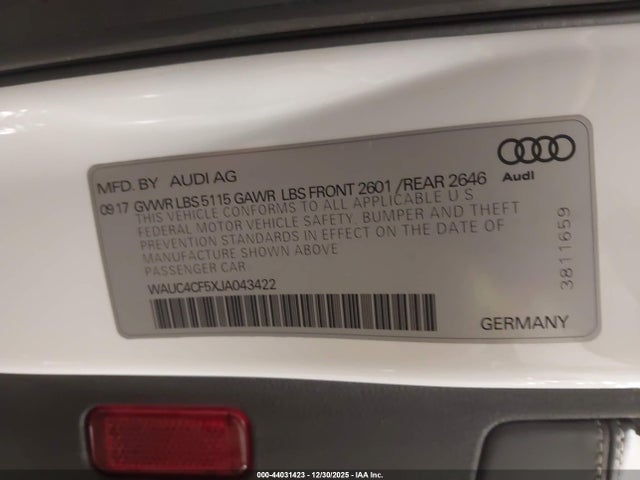 MFD. BY AUDI AG
Audi
09 17 GVWR LBS 5115 GAWR LBS FRONT 2601 /REAR 2646
THIS VEHICLE CONFORMS TO ALL APPLICABLE U S
FEDERAL MOTOR VEHICLE SAFETY, BUMPER AND THEFT
PREVENTION STANDARDS IN EFFECT ON THE DATE OF
MANUFACTURE SHOWN ABOVE
PASSENGER CAR
WAUC4CF5XJA043422
3811659
GERMANY
000-44031423 - 12/30/2025 - IAA Inc.